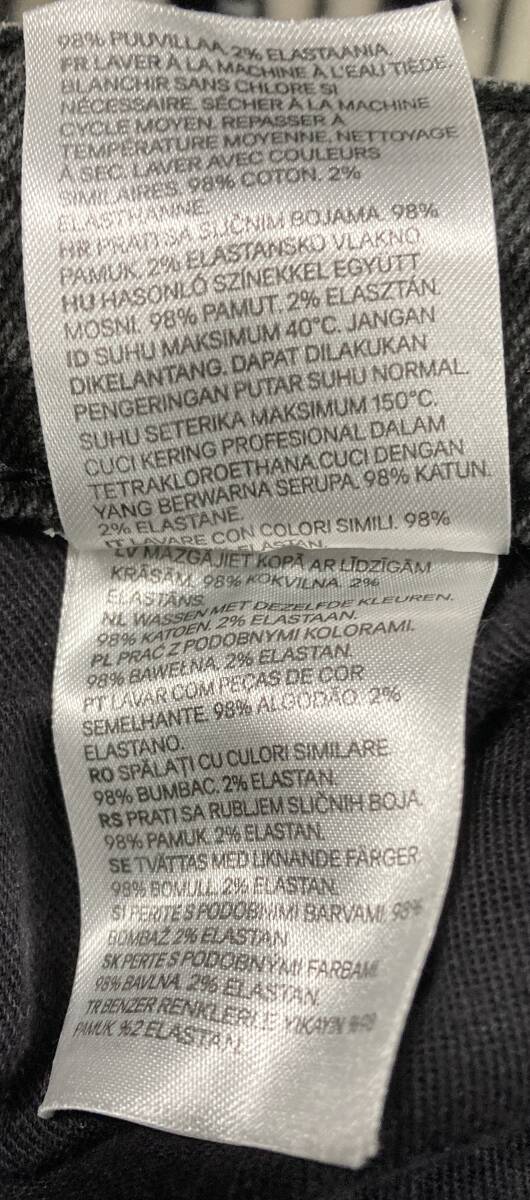 98% PUUVILLAA. 2% ELASTAANIA.
FR LAVER À LA MACHINE À L'EAU TIÈDE.
BLANCHIR SANS CHLORE SI
NÉCESSAIRE. SÉCHER À LA MACHINE
CYCLE MOYEN. REPASSER À
TEMPÉRATURE MOYENNE. NETTOYAGE
À SEC. LAVER AVEC COULEURS
SIMILAIRES. 98% COTON. 2%
ÉLASTHANNE.
HR PRATI SA SLIČNIM BOJAMA. 98%
PAMUK. 2% ELASTANSKO VLAKNO.
HU HASONLÓ SZÍNEKKEL EGYÜTT
MOSNI. 98% PAMUT. 2% ELASZTÁN.
ID SUHU MAKSIMUM 40°C. JANGAN
DIKELANTANG. DAPAT DILAKUKAN
PENGERINGAN PUTAR SUHU NORMAL.
SUHU SETERIKA MAKSIMUM 150°C.
CUCI KERING PROFESIONAL DALAM
TETRAKLOROETHANA.CUCI DENGAN
YANG BERWARNA SERUPA. 98% KATUN.
2% ELASTANE.
IT LAVARE CON COLORI SIMILI. 98%
ELASTAN.
LV MAZGĀJIET KOPĀ AR LĪDZĪGĀM
KRĀSĀM. 98% KOKVILNA. 2%
ELASTĀNS
NL WASSEN MET DEZELFDE KLEUREN.
98% KATOEN. 2% ELASTAAN.
PL PRAĆ Z PODOBNYMI KOLORAMI.
98% BAWEŁNA. 2% ELASTAN.
PT LAVAR COM PEÇAS DE COR
SEMELHANTE. 98% ALGODÃO. 2%
ELASTANO.
RO SPĂLAȚI CU CULORI SIMILARE.
98% BUMBAC. 2% ELASTAN.
RS PRATI SA RUBLJEM SLIČNIH BOJA.
98% PAMUK. 2% ELASTAN.
SE TVÄTTAS MED LIKNANDE FÄRGER.
98% BOMULL. 2% ELASTAN.
SI PERITE S PODOBNIMI BARVAMI. 98%
BOMBAŽ 2% ELASTAN
SK PERTE S PODOBNÝMI FARBAMI.
98% BAVLNA. 2% ELASTAN.
TR BENZER RENKLERLE YIKAYIN %98
PAMUK %2 ELASTAN.